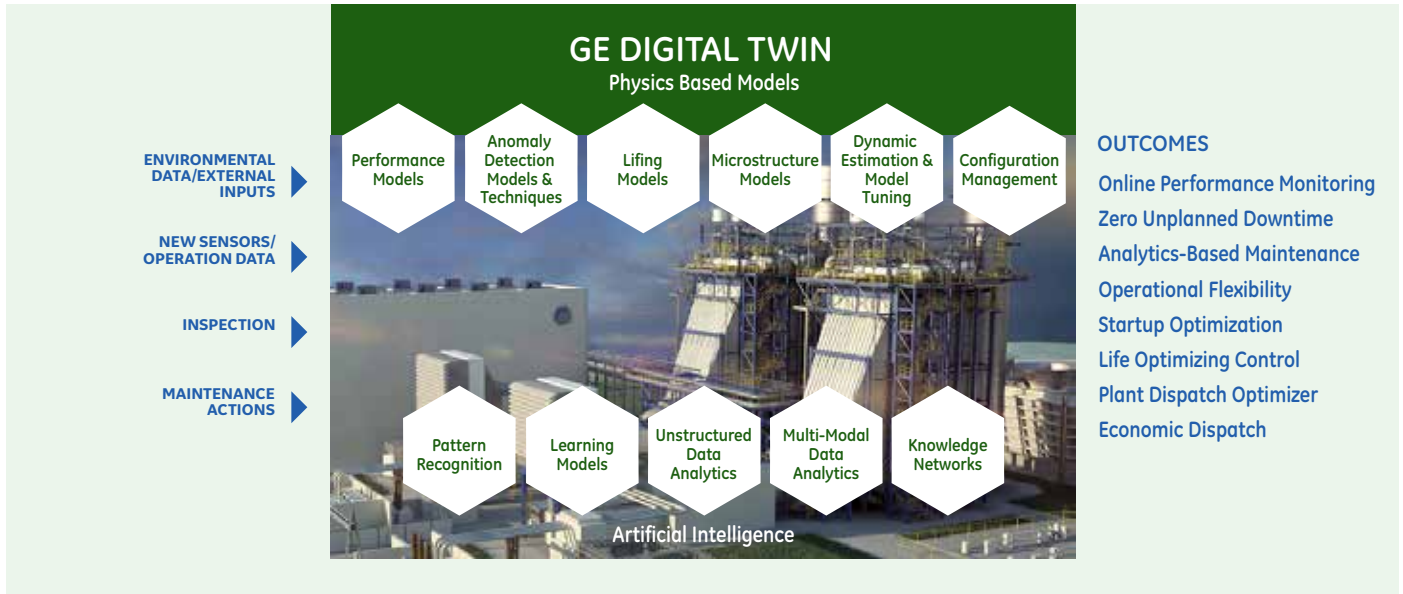 GE DIGITAL TWIN
Physics Based Models
ENVIRONMENTAL
DATA/EXTERNAL
INPUTS
NEW SENSORS/
OPERATION DATA
INSPECTION
MAINTENANCE
ACTIONS
Performance
Models
Anomaly
Detection
Models &
Techniques
Lifing
Models
Microstructure
Models
Dynamic
Estimation &
Model
Tuning
Configuration
Management
Pattern
Recognition
Learning
Models
Unstructured
Data
Analytics
Multi-Modal
Data
Analytics
Knowledge
Networks
Artificial Intelligence
OUTCOMES
Online Performance Monitoring
Zero Unplanned Downtime
Analytics-Based Maintenance
Operational Flexibility
Startup Optimization
Life Optimizing Control
Plant Dispatch Optimizer
Economic Dispatch